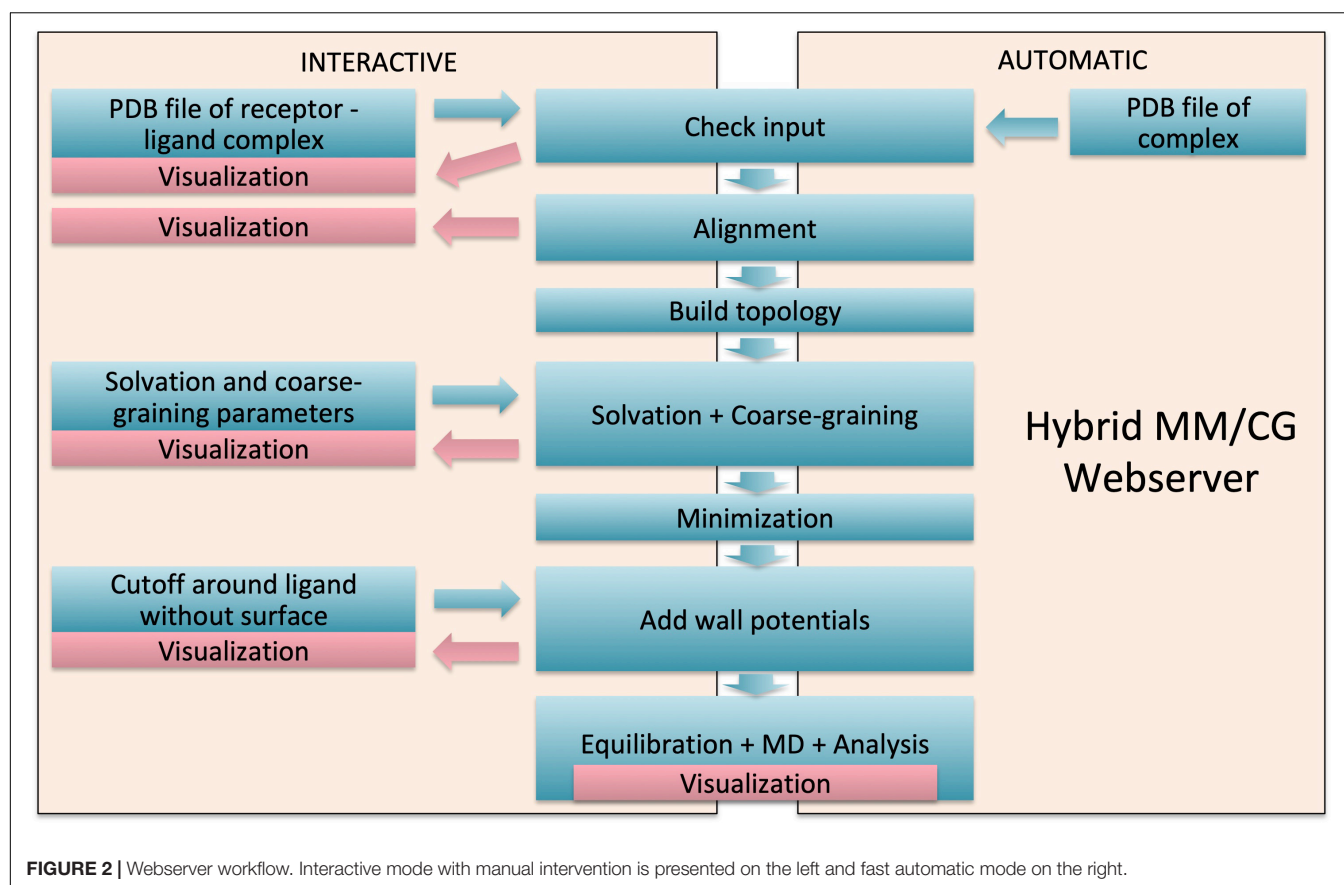 INTERACTIVE
AUTOMATIC
PDB file of receptor -
ligand complex
Visualization
Check input
PDB file of
complex
Visualization
Alignment
Build topology
Solvation and coarse-
graining parameters
Visualization
Solvation + Coarse-graining
Hybrid MM/CG
Webserver
Minimization
Cutoff around ligand
without surface
Visualization
Add wall potentials
Equilibration + MD + Analysis
Visualization
FIGURE 2 | Webserver workflow. Interactive mode with manual intervention is presented on the left and fast automatic mode on the right.